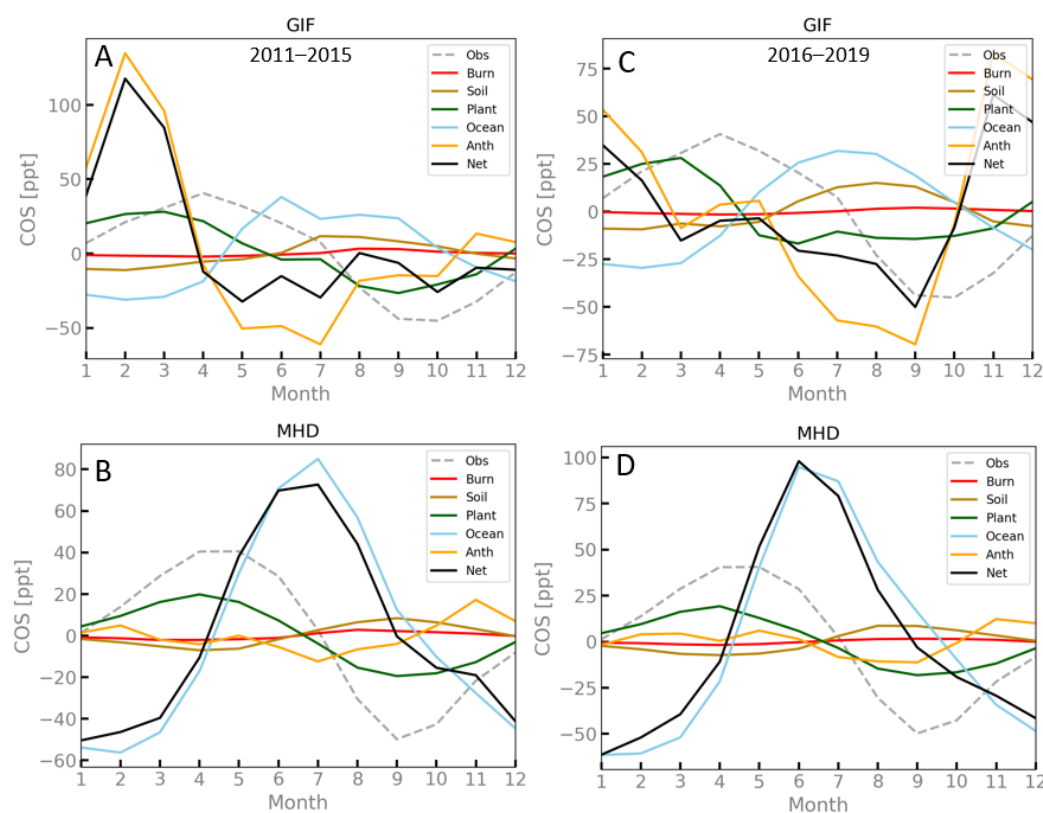 GIF
A
2011–2015
Obs
Burn
Soil
Plant
Ocean
Anth
Net
100
50
0
−50
COS [ppt]
1 2 3 4 5 6 7 8 9 10 11 12
Month
GIF
C
2016–2019
Obs
Burn
Soil
Plant
Ocean
Anth
Net
75
50
25
0
−25
−50
−75
COS [ppt]
1 2 3 4 5 6 7 8 9 10 11 12
Month
MHD
B
Obs
Burn
Soil
Plant
Ocean
Anth
Net
80
60
40
20
0
−20
−40
−60
COS [ppt]
1 2 3 4 5 6 7 8 9 10 11 12
Month
MHD
D
Obs
Burn
Soil
Plant
Ocean
Anth
Net
100
75
50
25
0
−25
−50
COS [ppt]
1 2 3 4 5 6 7 8 9 10 11 12
Month